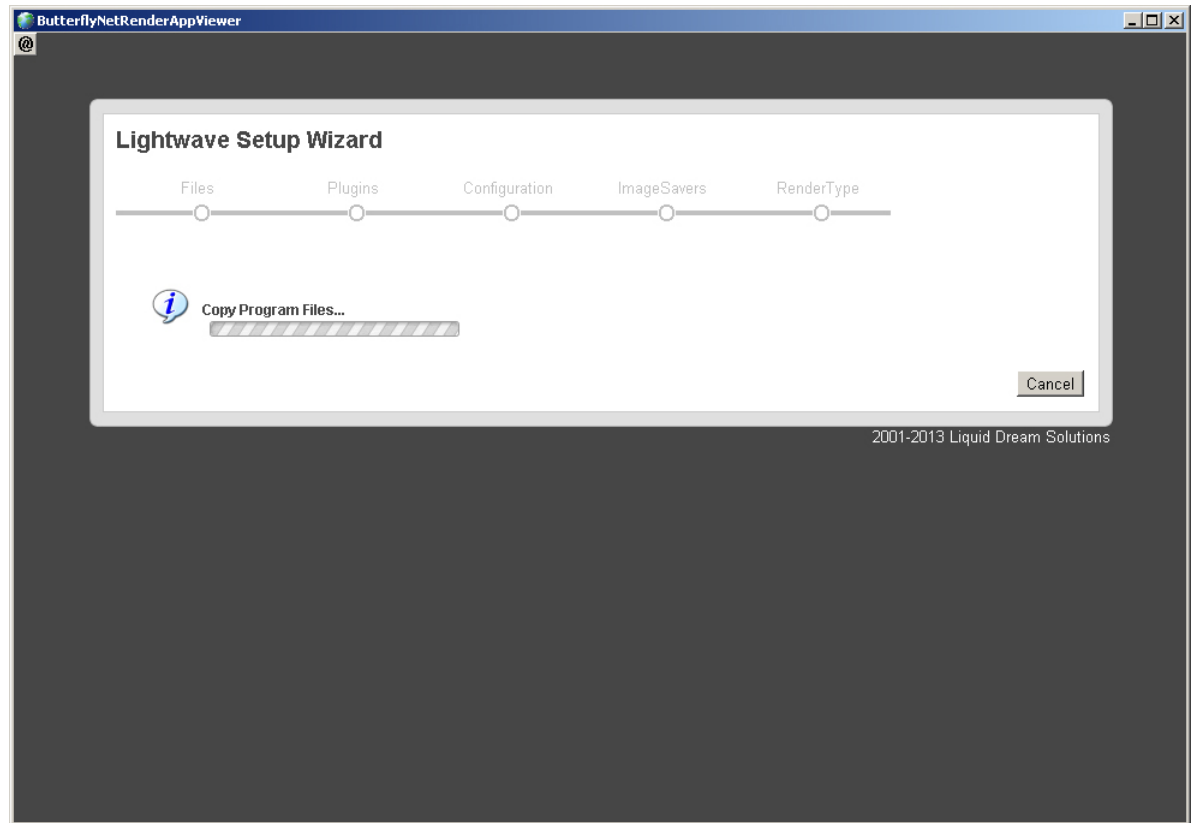 ButterflyNetRenderAppViewer
@
Lightwave Setup Wizard
Files Plugins Configuration ImageSavers RenderType
Copy Program Files...
Cancel
2001-2013 Liquid Dream Solutions